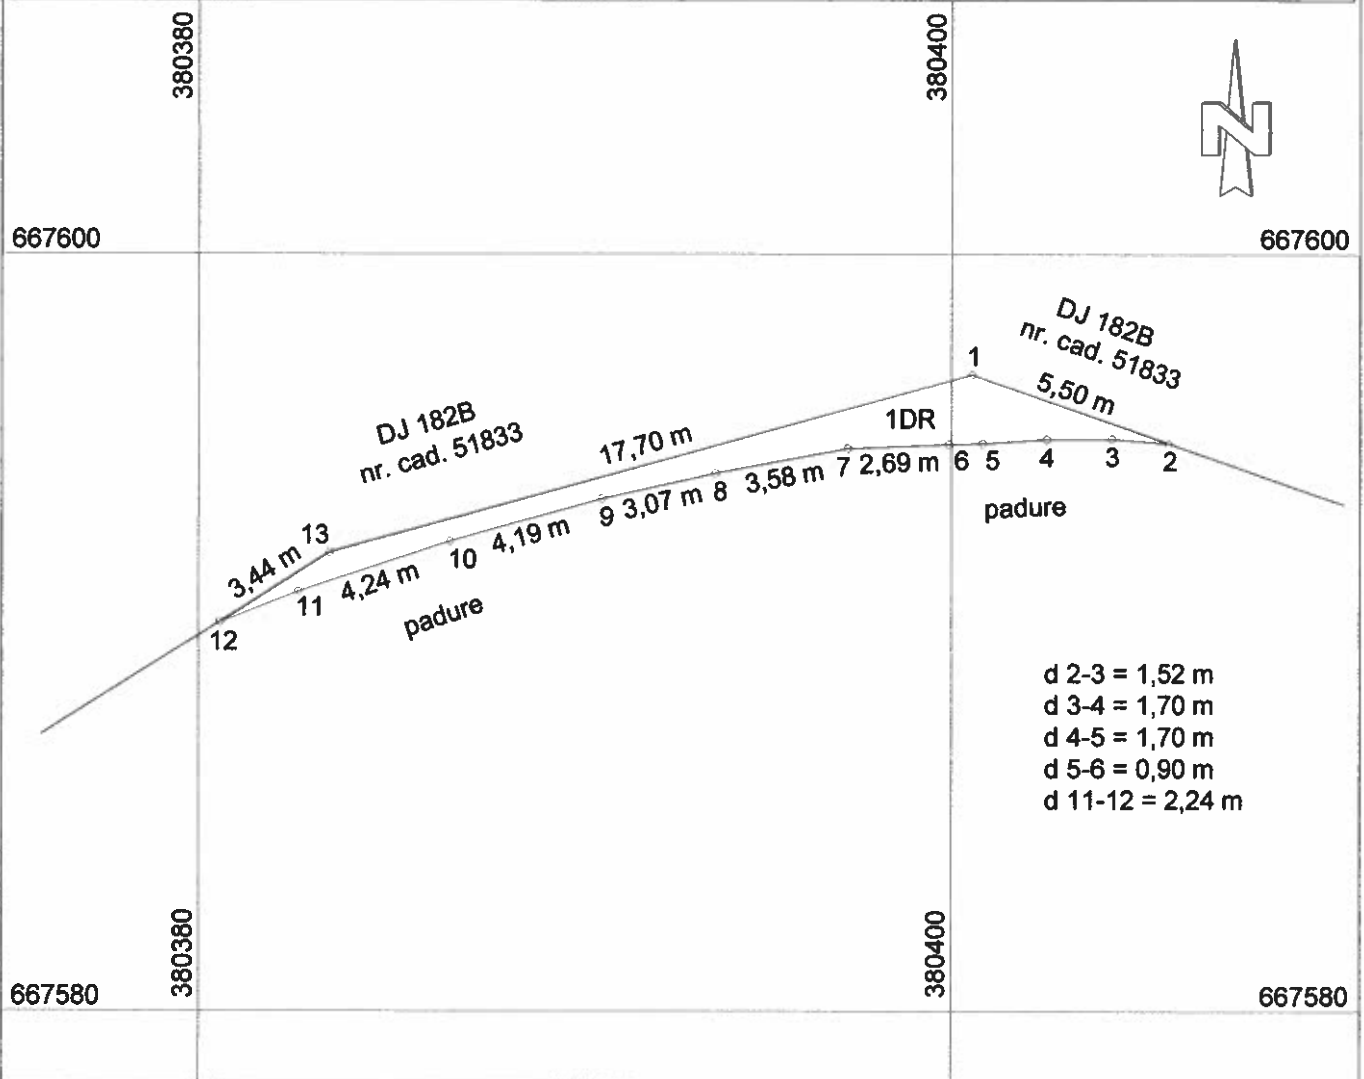 380380
380400
N
667600
667600
DJ 182B
nr. cad. 51833
1
5,50 m
DJ 182B
nr. cad. 51833
17,70 m
1DR
13
3,44 m
12
11
4,24 m
10
4,19 m
9
3,07 m
8
3,58 m
7
2,69 m
6
5
4
3
2
padure
padure
d 2-3 = 1,52 m
d 3-4 = 1,70 m
d 4-5 = 1,70 m
d 5-6 = 0,90 m
d 11-12 = 2,24 m
380380
380400
667580
667580